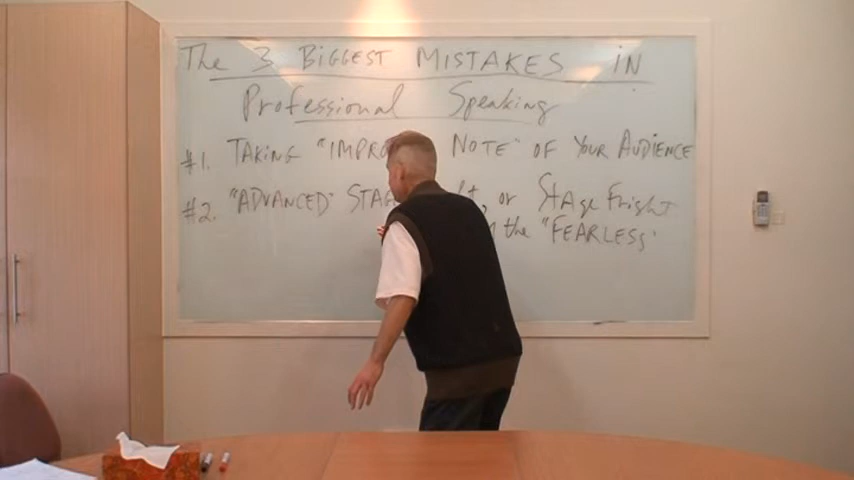 The 3 BIGGEST MISTAKES in
Professional Speaking
#1. TAKING "IMPRO NOTE" OF YOUR AUDIENCE
#2. "ADVANCED" STAG t, or STAge Fright
the "FEARLESS"